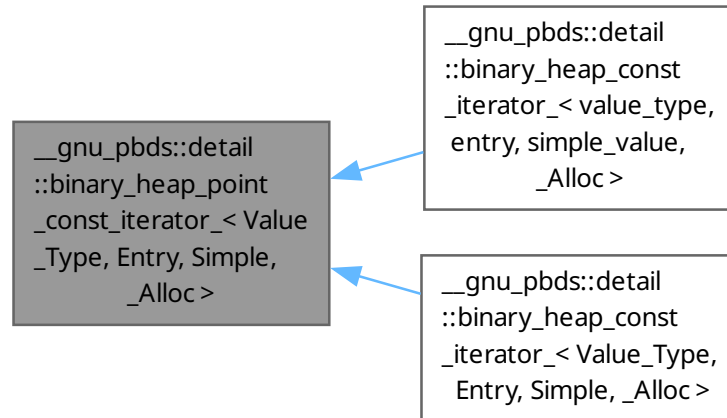 __gnu_pbds::detail
::binary_heap_point
_const_iterator_< Value
_Type, Entry, Simple,
_Alloc >
__gnu_pbds::detail
::binary_heap_const
_iterator_< value_type,
entry, simple_value,
_Alloc >
__gnu_pbds::detail
::binary_heap_const
_iterator_< Value_Type,
Entry, Simple, _Alloc >